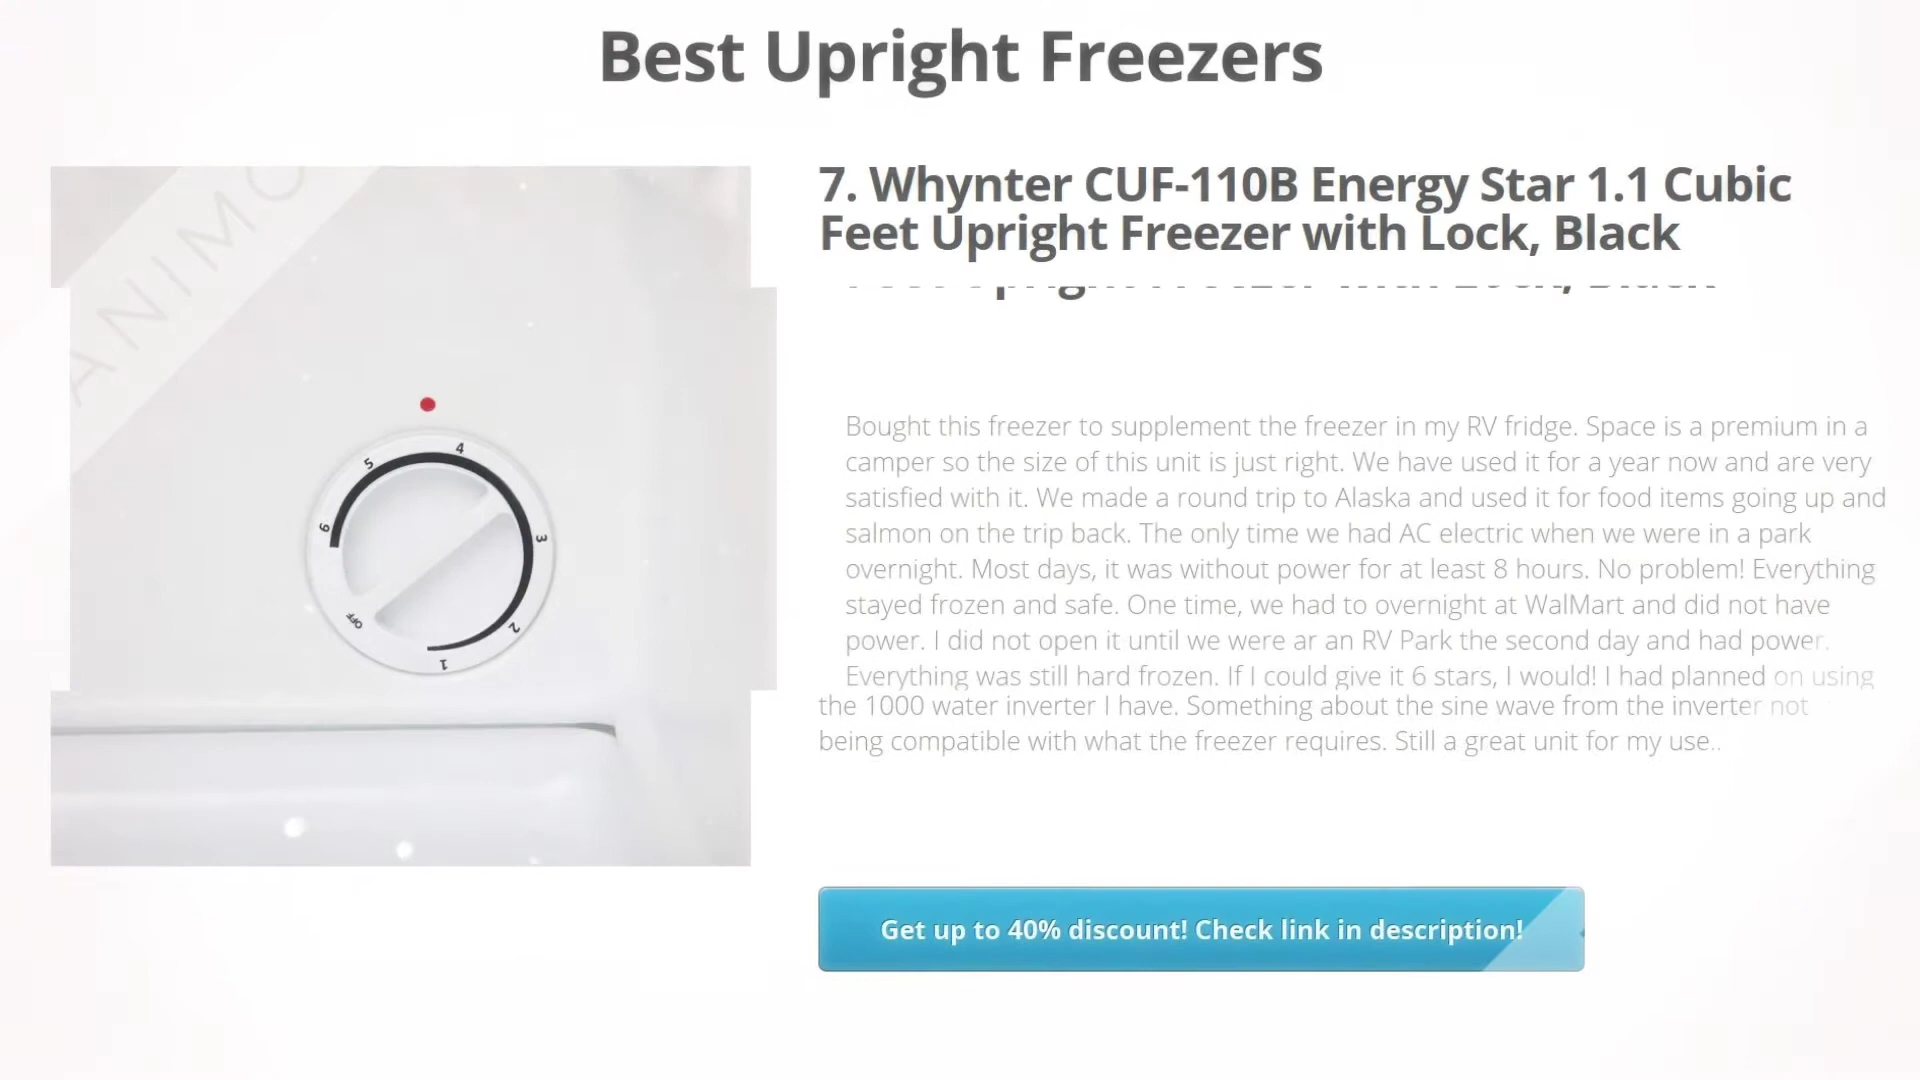 Best Upright Freezers
7. Whynter CUF-110B Energy Star 1.1 Cubic
Feet Upright Freezer with Lock, Black
Feet Upright Freezer with Lock, Black
Bought this freezer to supplement the freezer in my RV fridge. Space is a premium in a
camper so the size of this unit is just right. We have used it for a year now and are very
satisfied with it. We made a round trip to Alaska and used it for food items going up and
salmon on the trip back. The only time we had AC electric when we were in a park
overnight. Most days, it was without power for at least 8 hours. No problem! Everything
stayed frozen and safe. One time, we had to overnight at WalMart and did not have
power. I did not open it until we were ar an RV Park the second day and had power.
Everything was still hard frozen. If I could give it 6 stars, I would! I had planned on using
the 1000 water inverter I have. Something about the sine wave from the inverter not
being compatible with what the freezer requires. Still a great unit for my use..
Get up to 40% discount! Check link in description!
ANIMO
4
5
6
3
OFF
2
1